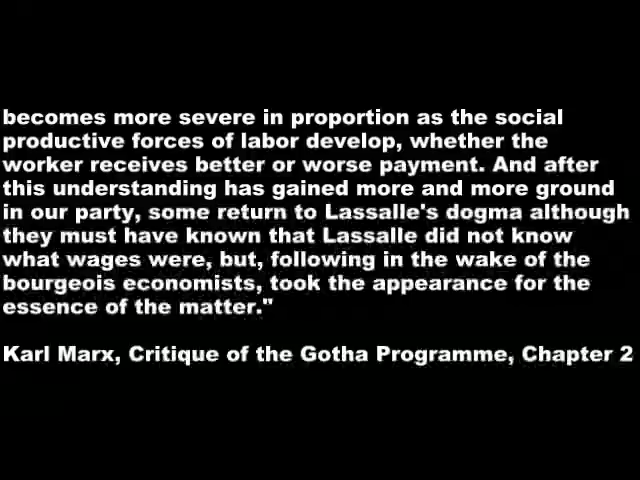 becomes more severe in proportion as the social
productive forces of labor develop, whether the
worker receives better or worse payment. And after
this understanding has gained more and more ground
in our party, some return to Lassalle's dogma although
they must have known that Lassalle did not know
what wages were, but, following in the wake of the
bourgeois economists, took the appearance for the
essence of the matter."
Karl Marx, Critique of the Gotha Programme, Chapter 2